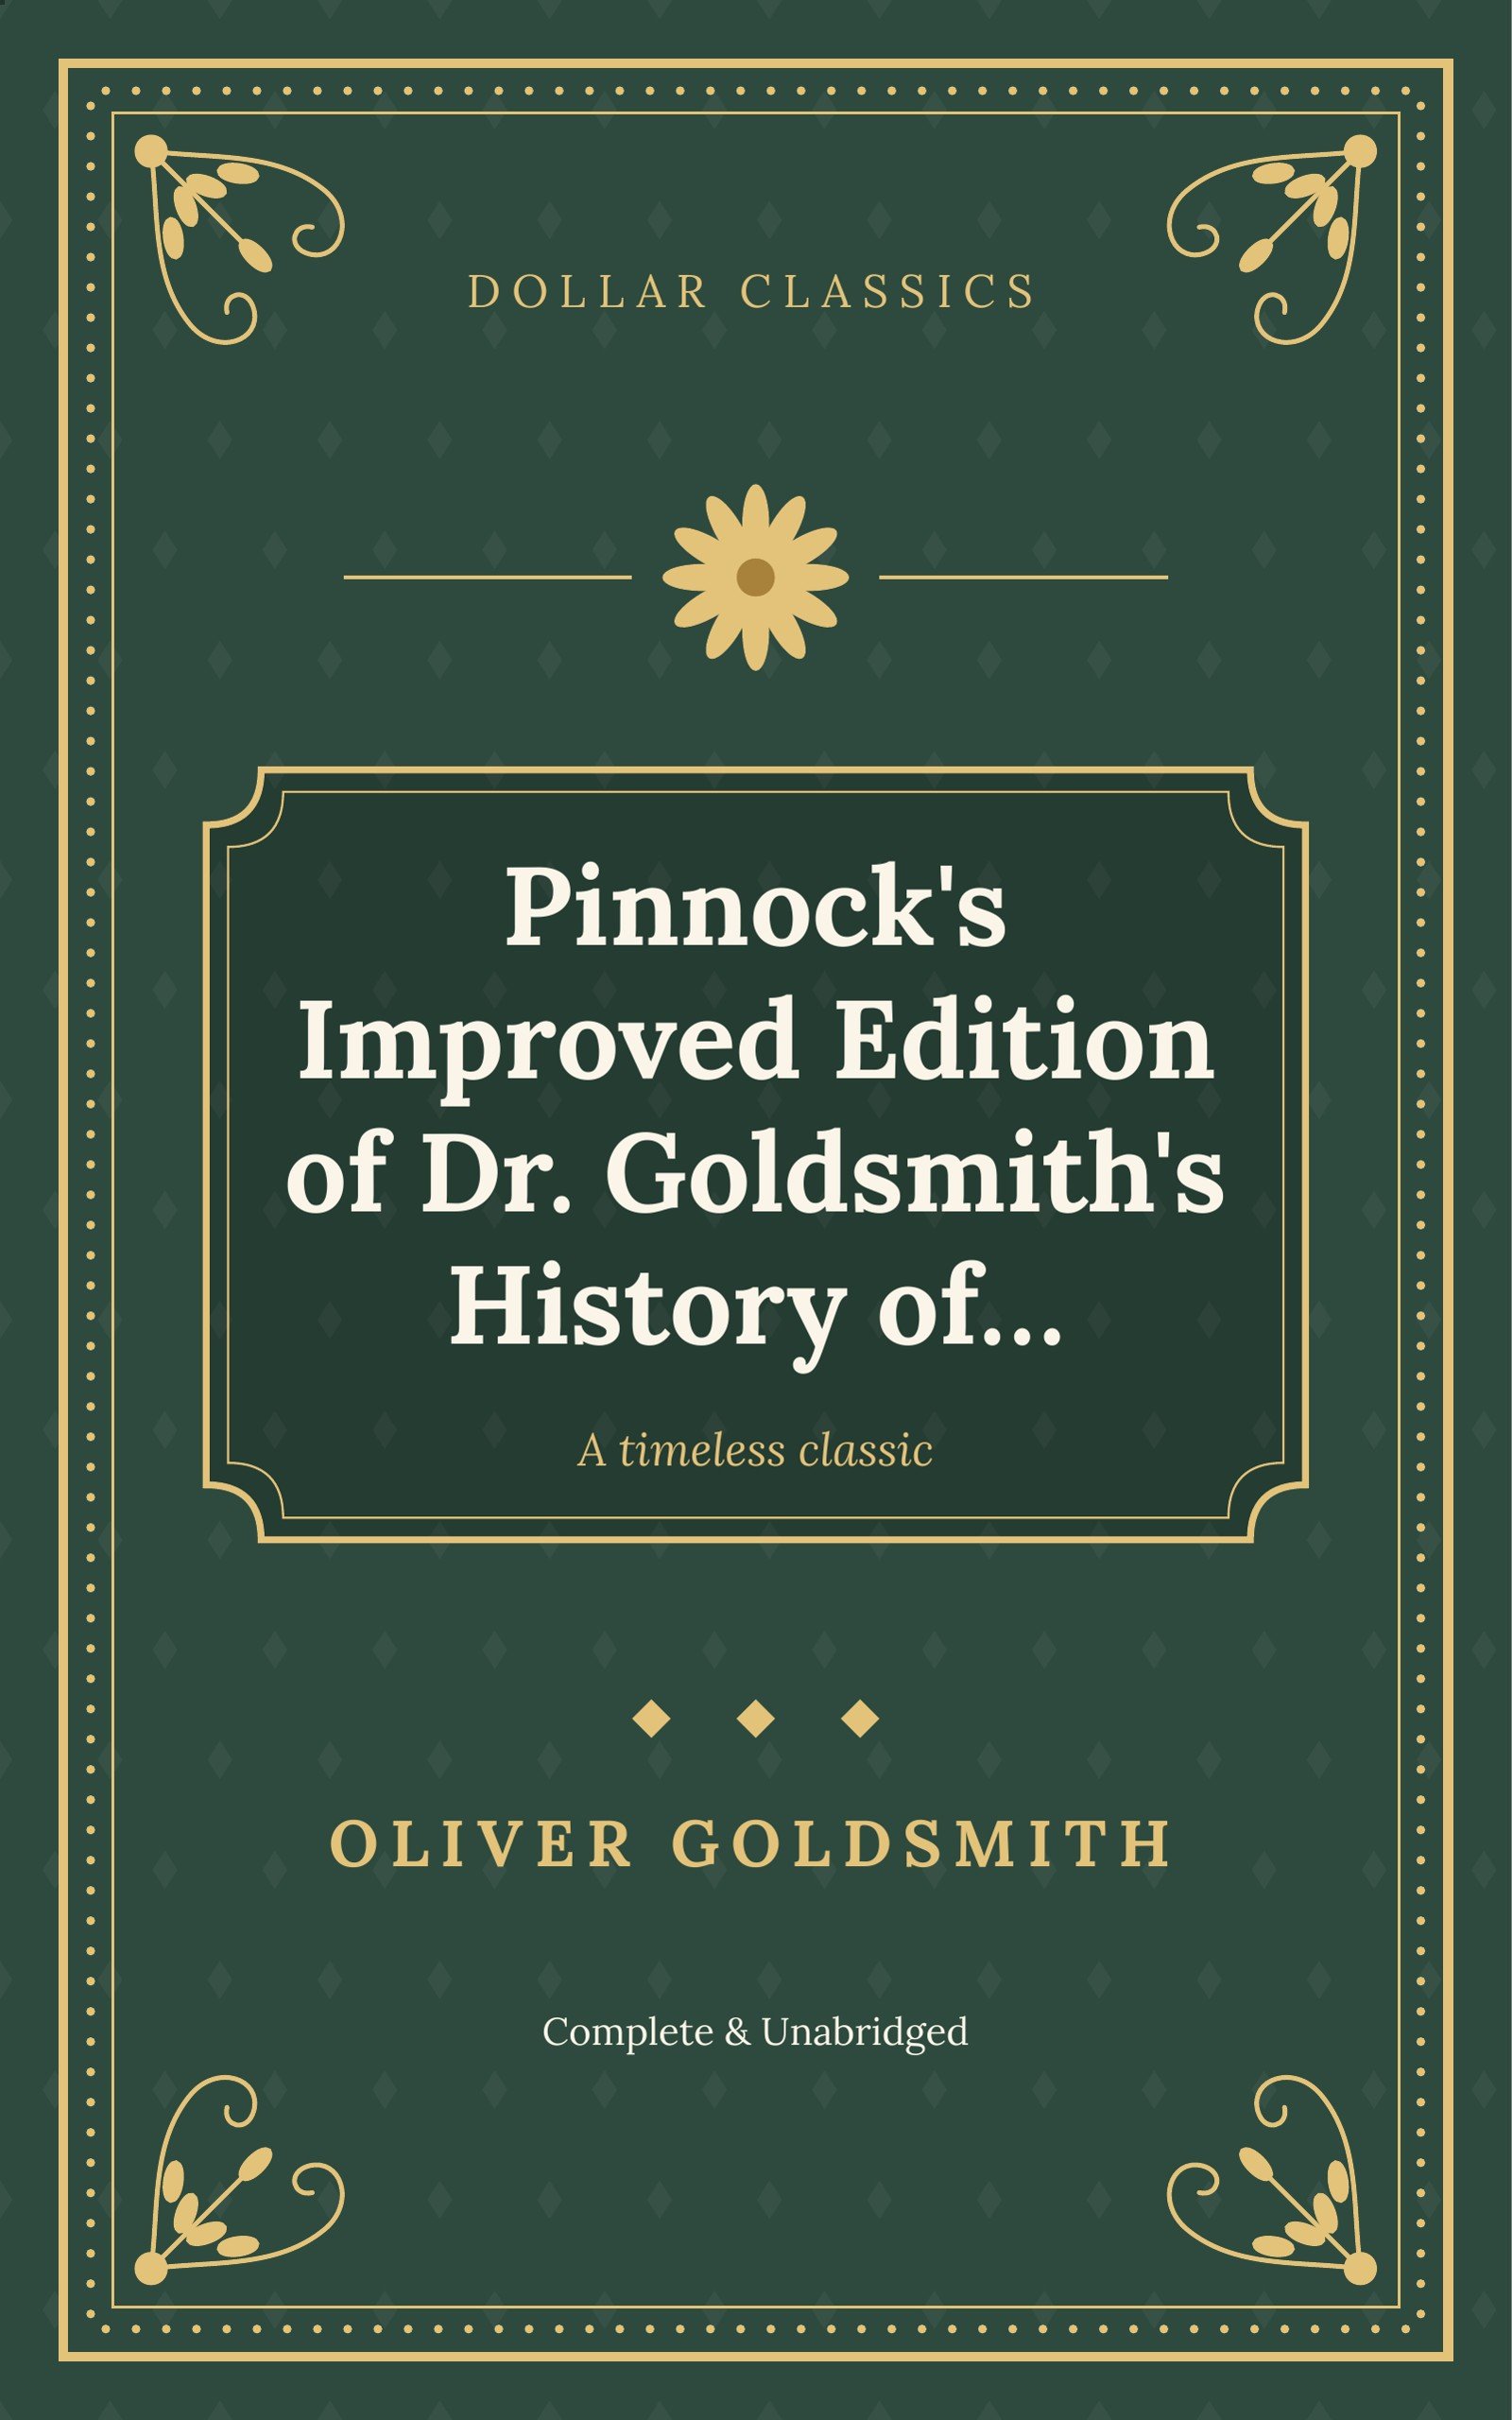 DOLLAR CLASSICS
Pinnock's
Improved Edition
of Dr. Goldsmith's
History of...
A timeless classic
OLIVER GOLDSMITH
Complete & Unabridged